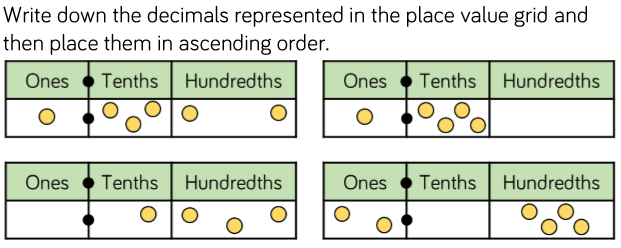 Write down the decimals represented in the place value grid and
then place them in ascending order.
Ones Tenths Hundredths Ones Tenths Hundredths
Ones Tenths Hundredths Ones Tenths Hundredths